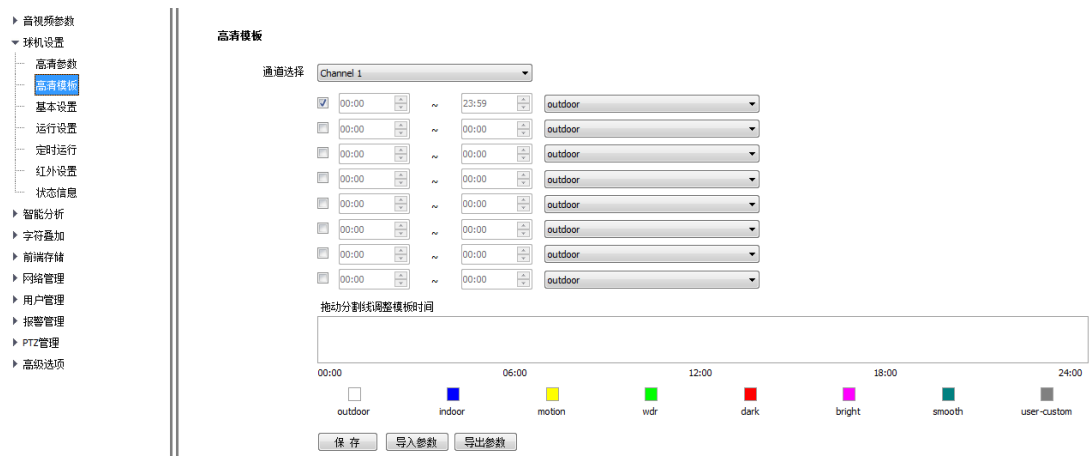 音视频参数
球机设置
高清参数
高清模板
基本设置
运行设置
定时运行
红外设置
状态信息
智能分析
字符叠加
前端存储
网络管理
用户管理
报警管理
PTZ管理
高级选项
高清模板
通道选择 Channel 1
00:00 ~ 23:59 outdoor
00:00 ~ 00:00 outdoor
00:00 ~ 00:00 outdoor
00:00 ~ 00:00 outdoor
00:00 ~ 00:00 outdoor
00:00 ~ 00:00 outdoor
00:00 ~ 00:00 outdoor
00:00 ~ 00:00 outdoor
拖动分割线调整模板时间
00:00 06:00 12:00 18:00 24:00
outdoor indoor motion wdr dark bright smooth user-custom
保 存 导入参数 导出参数